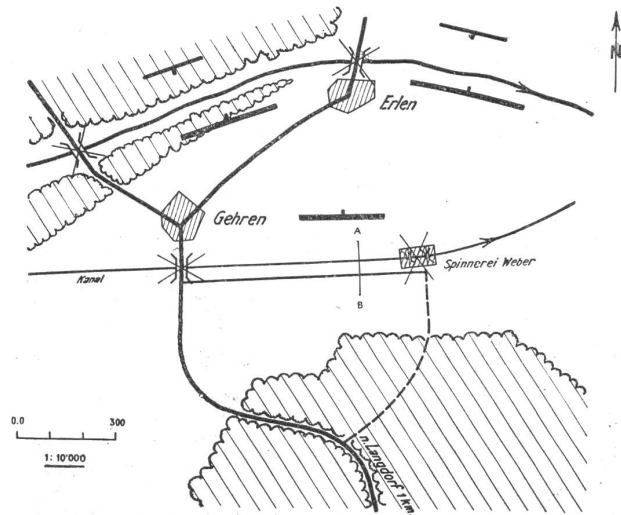 N
Erlen
Gehren
A
Kanal
Spinnerei Weber
B
0.0 300
1:10'000
n. Langdorf 1 km